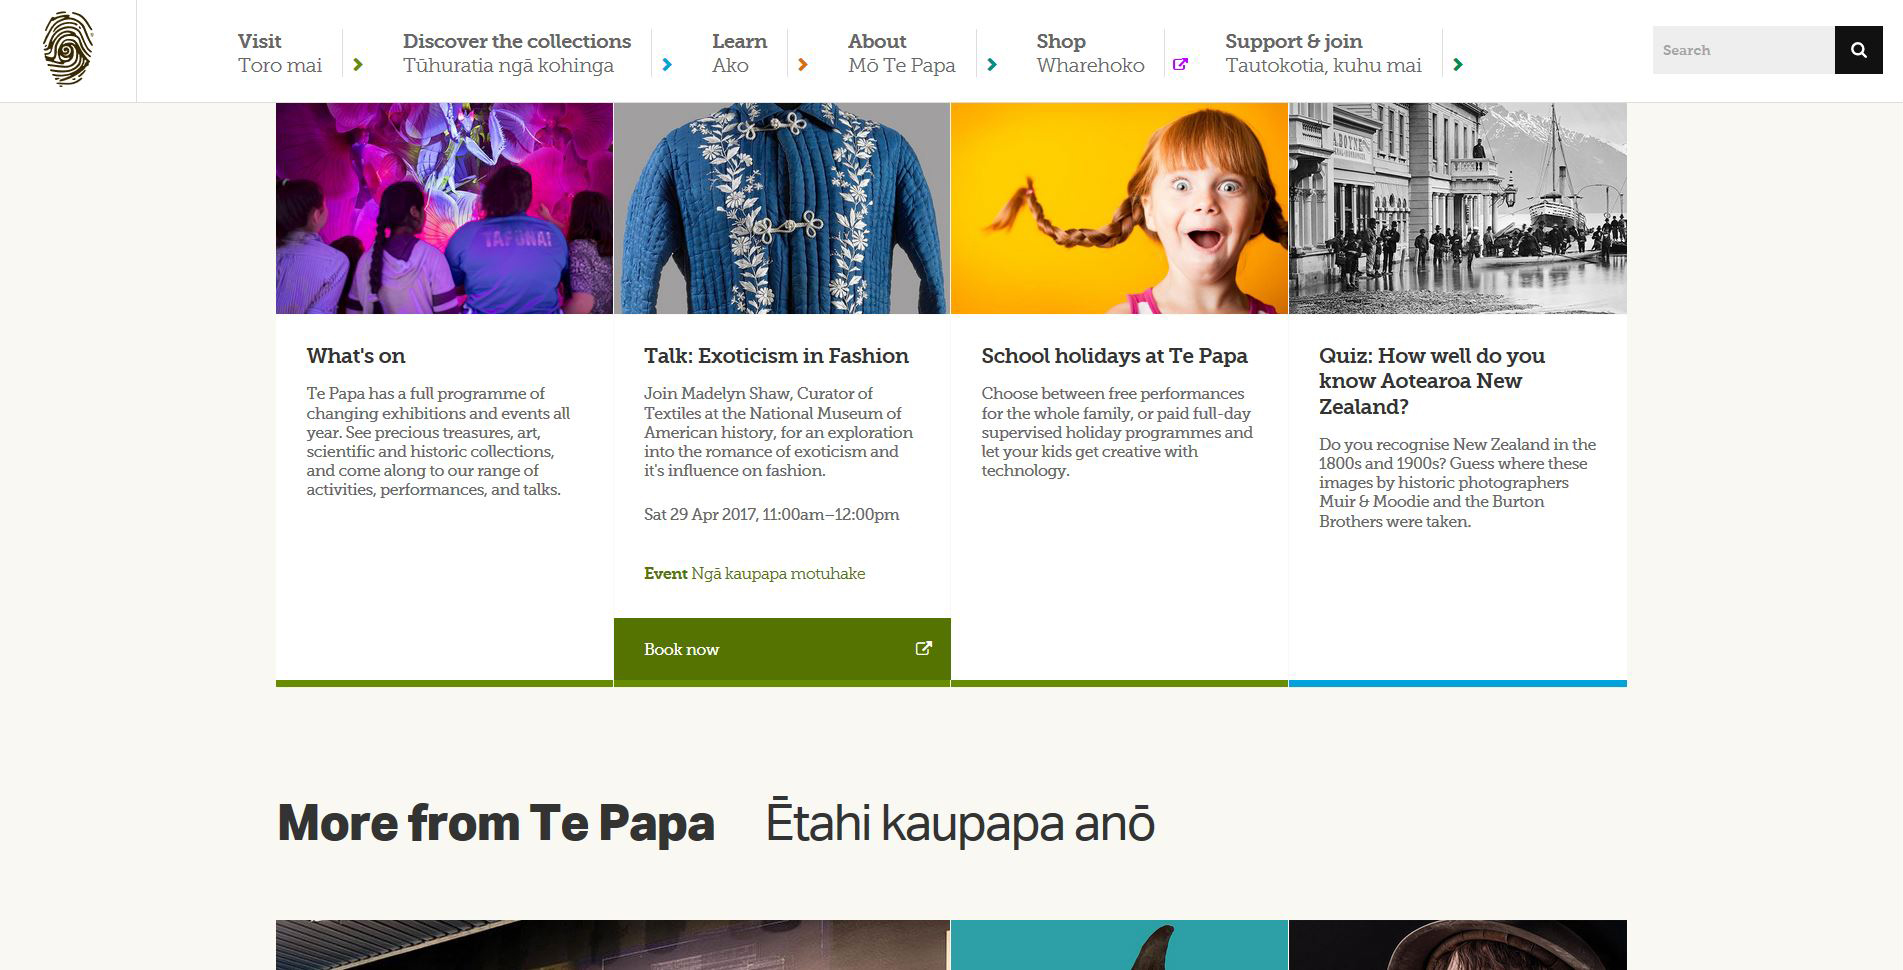 Visit
Toro mai
Discover the collections
Tūhuratia ngā kohinga
Learn
Ako
About
Mō Te Papa
Shop
Wharehoko
Support & join
Tautokotia, kuhu mai
Search
What's on
Te Papa has a full programme of
changing exhibitions and events all
year. See precious treasures, art,
scientific and historic collections,
and come along to our range of
activities, performances, and talks.
Talk: Exoticism in Fashion
Join Madelyn Shaw, Curator of
Textiles at the National Museum of
American history, for an exploration
into the romance of exoticism and
it's influence on fashion.
Sat 29 Apr 2017, 11:00am–12:00pm
Event Ngā kaupapa motuhake
Book now
School holidays at Te Papa
Choose between free performances
for the whole family, or paid full-day
supervised holiday programmes and
let your kids get creative with
technology.
Quiz: How well do you
know Aotearoa New
Zealand?
Do you recognise New Zealand in the
1800s and 1900s? Guess where these
images by historic photographers
Muir & Moodie and the Burton
Brothers were taken.
More from Te Papa Ētahi kaupapa anō